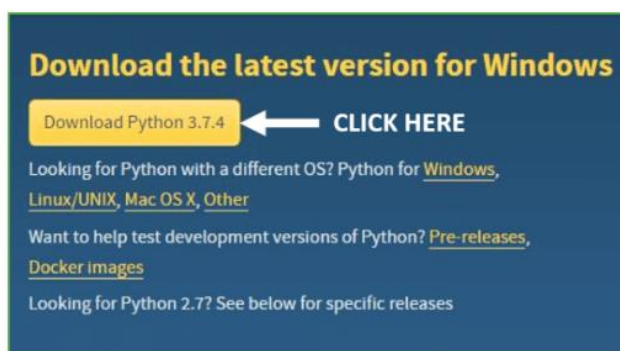 Download the latest version for Windows
Download Python 3.7.4
CLICK HERE
Looking for Python with a different OS? Python for Windows,
Linux/UNIX, Mac OS X, Other
Want to help test development versions of Python? Pre-releases,
Docker images
Looking for Python 2.7? See below for specific releases